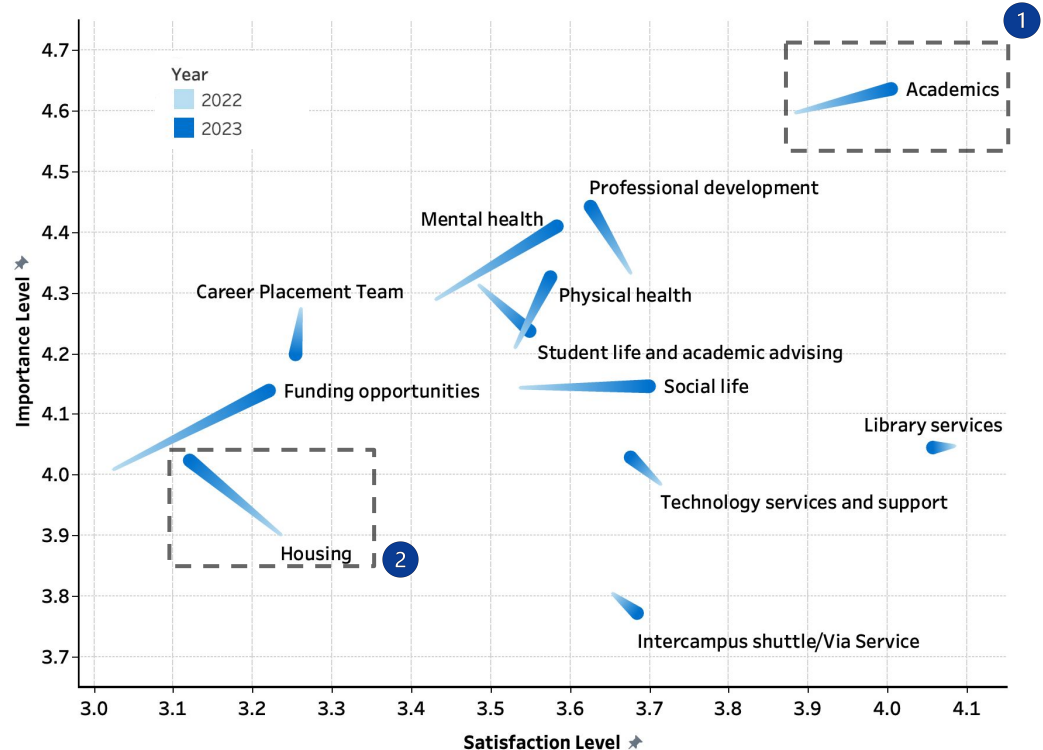 1
4.7
4.6
4.5
4.4
4.3
4.2
4.1
4.0
3.9
3.8
3.7
Importance Level
Year
2022
2023
Academics
Professional development
Mental health
Career Placement Team
Physical health
Student life and academic advising
Funding opportunities
Social life
Library services
Technology services and support
Housing
2
Intercampus shuttle/Via Service
3.0 3.1 3.2 3.3 3.4 3.5 3.6 3.7 3.8 3.9 4.0 4.1
Satisfaction Level